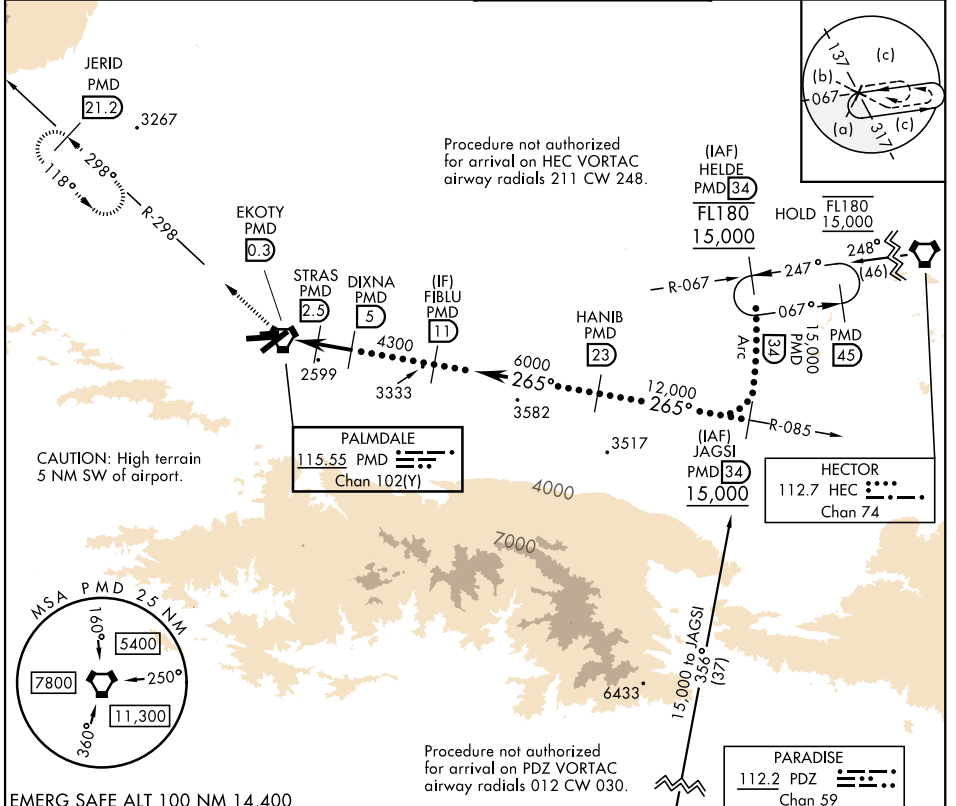 JERID
PMD
21.2
3267
298°
118°
R-298
Procedure not authorized
for arrival on HEC VORTAC
airway radials 211 CW 248.
137
(c)
(b)
067
(a)
(c)
317
(IAF)
HELDE
PMD 34
FL180
15,000
HOLD
FL180
15,000
248°
(46)
R-067
247°
067°
EKOTY
PMD
0.3
STRAS
PMD
2.5
DIXNA
PMD
5
(IF)
FIBLU
PMD
11
HANIB
PMD
23
Arc
34
PMD
15,000
PMD
45
4300
2599
3333
6000
265°
3582
12,000
265°
3517
R-085
(IAF)
JAGSI
PMD 34
15,000
CAUTION: High terrain
5 NM SW of airport.
PALMDALE
115.55 PMD
Chan 102(Y)
HECTOR
112.7 HEC
Chan 74
4000
7000
MSA PMD 25 NM
160°
5400
7800
250°
11,300
360°
6433
15,000 to JAGSI
356°
(37)
Procedure not authorized
for arrival on PDZ VORTAC
airway radials 012 CW 030.
PARADISE
112.2 PDZ
Chan 59
EMERG SAFE ALT 100 NM 14,400